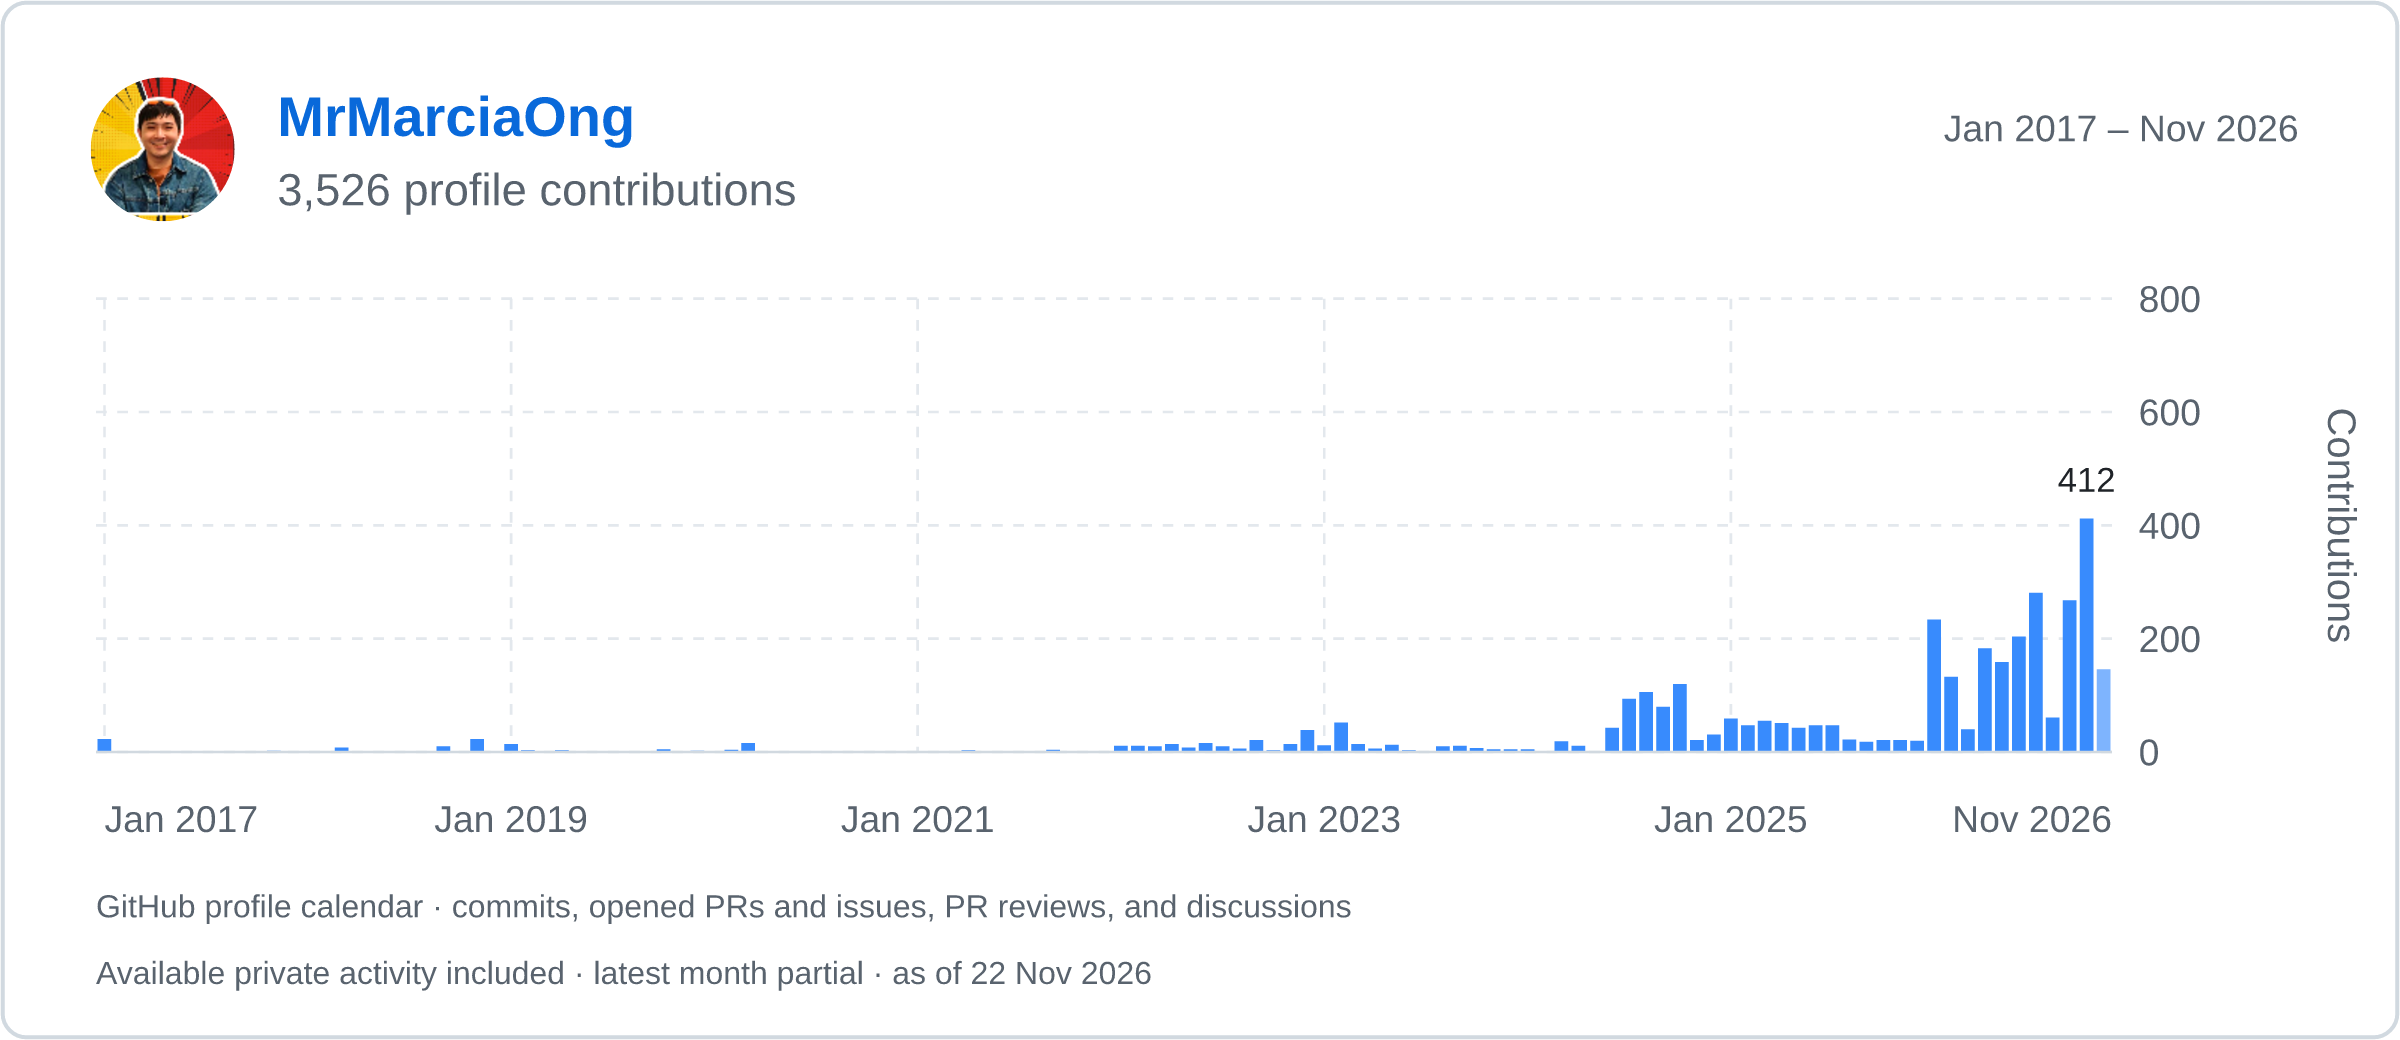 MrMarciaOng
3,526 profile contributions
Jan 2017 – Nov 2026
800
600
412
400
200
0
Contributions
Jan 2017
Jan 2019
Jan 2021
Jan 2023
Jan 2025
Nov 2026
GitHub profile calendar · commits, opened PRs and issues, PR reviews, and discussions
Available private activity included · latest month partial · as of 22 Nov 2026